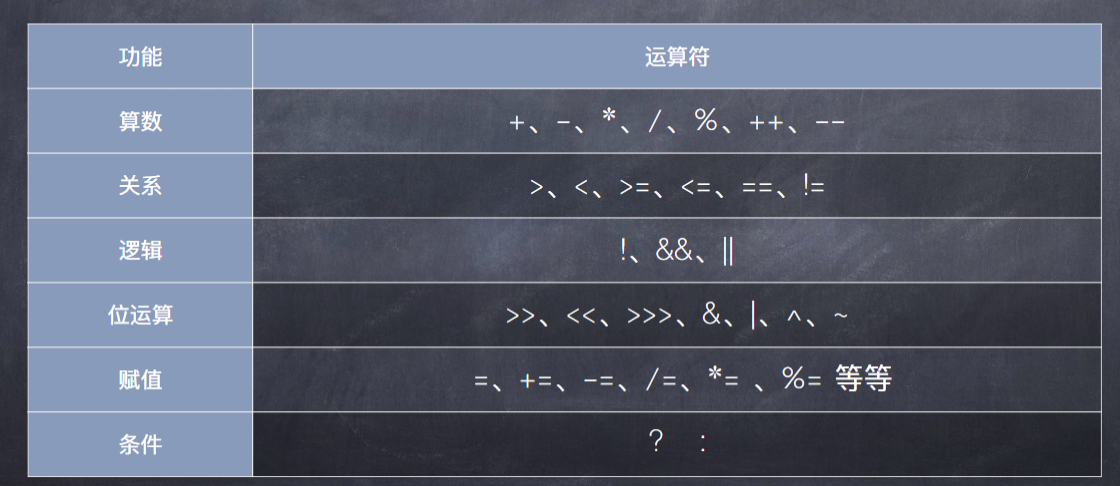 功能 运算符
算数 +、-、*、/、%、++、--
关系 >、<、>=、<=、==、!=
逻辑 !、&&、||
位运算 >>、<<、>>>、&、|、^、~
赋值 =、+=、-=、/=、*= 、%= 等等
条件 ? :